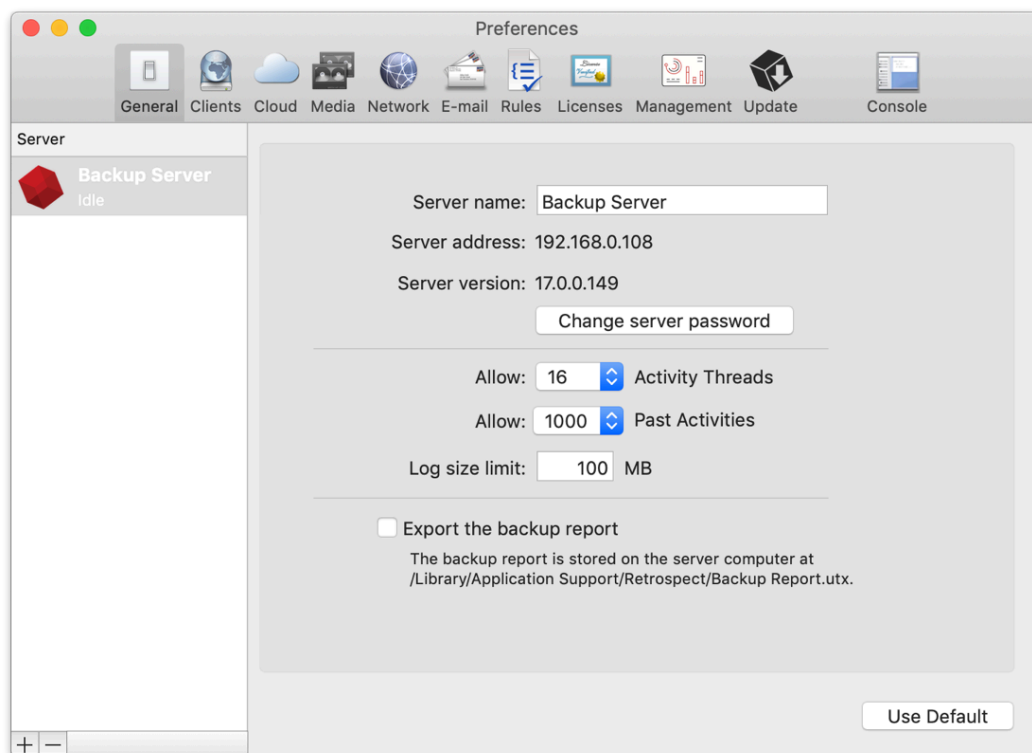 Preferences
General Clients Cloud Media Network E-mail Rules Licenses Management Update Console
Server
Backup Server
Idle
Server name: Backup Server
Server address: 192.168.0.108
Server version: 17.0.0.149
Change server password
Allow: 16 Activity Threads
Allow: 1000 Past Activities
Log size limit: 100 MB
Export the backup report
The backup report is stored on the server computer at
/Library/Application Support/Retrospect/Backup Report.utx.
Use Default